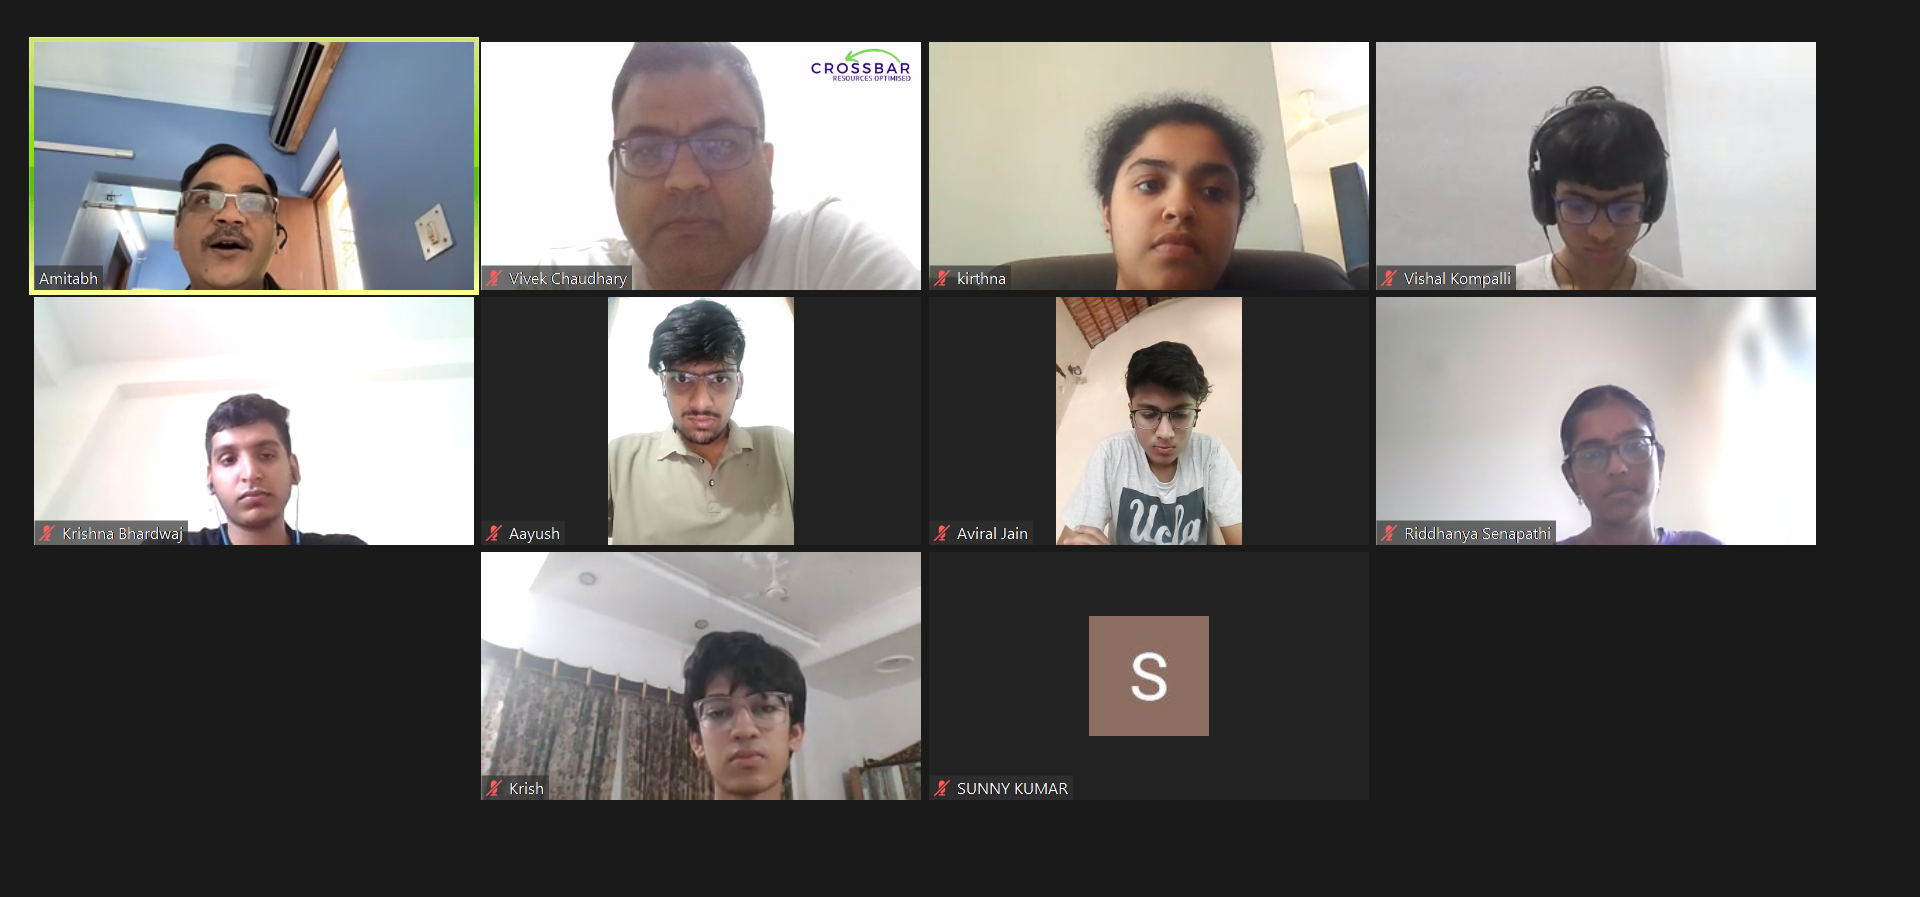 CROSSBAR
RESOURCES OPTIMISED
Amitabh
Vivek Chaudhary
kirthna
Vishal Kompalli
Krishna Bhardwaj
Aayush
Aviral Jain
Ucla
Riddhanya Senapathi
Krish
S
SUNNY KUMAR